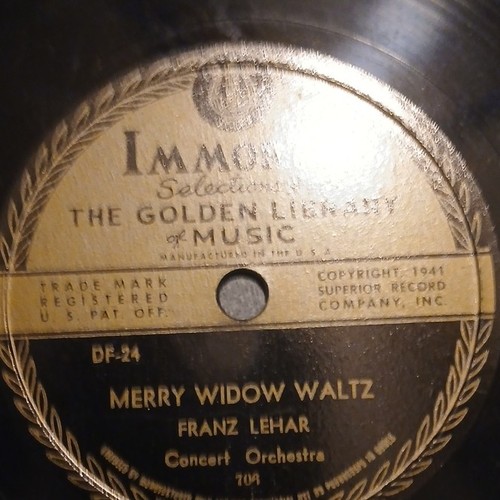 Selections
THE GOLDEN LIBRARY
of MUSIC
MANUFACTURED IN THE U.S.A.
TRADE MARK
REGISTERED
U. S. PAT. OFF.
COPYRIGHT 1941
SUPERIOR RECORD
COMPANY, INC.
DF-24
MERRY WIDOW WALTZ
FRANZ LEHAR
Concert Orchestra
706